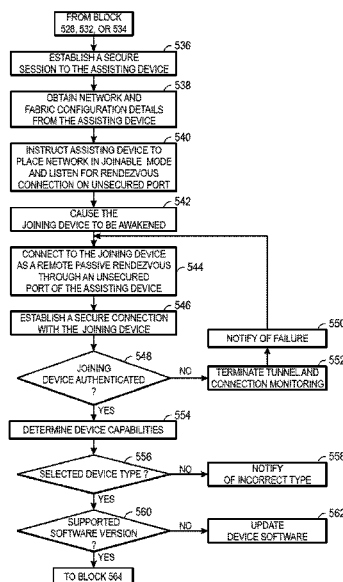 FROM BLOCK
528, 532, OR 534
536
ESTABLISH A SECURE
SESSION TO THE ASSISTING DEVICE
538
OBTAIN NETWORK AND
FABRIC CONFIGURATION DETAILS
FROM THE ASSISTING DEVICE
540
INSTRUCT ASSISTING DEVICE TO
PLACE NETWORK IN JOINABLE MODE
AND LISTEN FOR RENDEZVOUS
CONNECTION ON UNSECURED PORT
542
CAUSE THE
JOINING DEVICE TO BE AWAKENED
CONNECT TO THE JOINING DEVICE
AS A REMOTE PASSIVE RENDEZVOUS
THROUGH AN UNSECURED
PORT OF THE ASSISTING DEVICE
544
546
ESTABLISH A SECURE CONNECTION
WITH THE JOINING DEVICE
550
NOTIFY OF FAILURE
548
JOINING
DEVICE AUTHENTICATED
?
NO
552
TERMINATE TUNNEL AND
CONNECTION MONITORING
YES
554
DETERMINE DEVICE CAPABILITIES
556
SELECTED DEVICE TYPE ?
NO
558
NOTIFY
OF INCORRECT TYPE
YES
560
SUPPORTED
SOFTWARE VERSION
?
NO
562
UPDATE
DEVICE SOFTWARE
YES
TO BLOCK 564